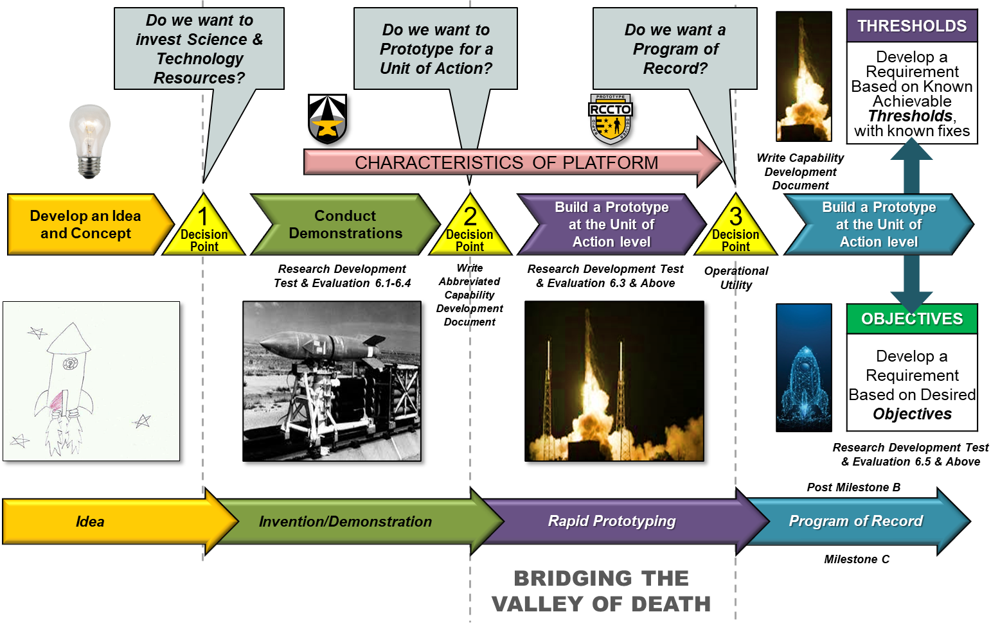 Do we want to
invest Science &
Technology
Resources?
Do we want to
Prototype for a
Unit of Action?
Do we want a
Program of
Record?
THRESHOLDS
Develop a
Requirement
Based on Known
Achievable
Thresholds,
with known fixes
PROTOTYPE
RCCTO
RAPID
DELIVER
CHARACTERISTICS OF PLATFORM
Write Capability
Development
Document
Develop an Idea
and Concept
1
Decision
Point
Conduct
Demonstrations
2
Decision
Point
Build a Prototype
at the Unit of
Action level
3
Decision
Point
Build a Prototype
at the Unit of
Action level
Research Development
Test & Evaluation 6.1-6.4
Write
Abbreviated
Capability
Development
Document
Research Development Test
& Evaluation 6.3 & Above
Operational
Utility
OBJECTIVES
Develop a
Requirement
Based on Desired
Objectives
Research Development Test
& Evaluation 6.5 & Above
Post Milestone B
Idea
Invention/Demonstration
Rapid Prototyping
Program of Record
Milestone C
BRIDGING THE
VALLEY OF DEATH